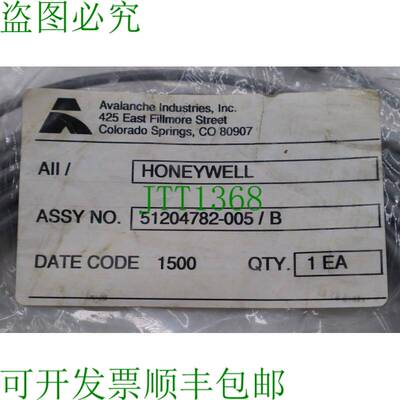 盗图必究
Avalanche Industries, Inc.
425 East Fillmore Street
Colorado Springs, CO 80907
All / HONEYWELL
JTT1368
ASSY NO. 51204782-005 / B
DATE CODE 1500 QTY. 1 EA
可开发票顺丰包邮